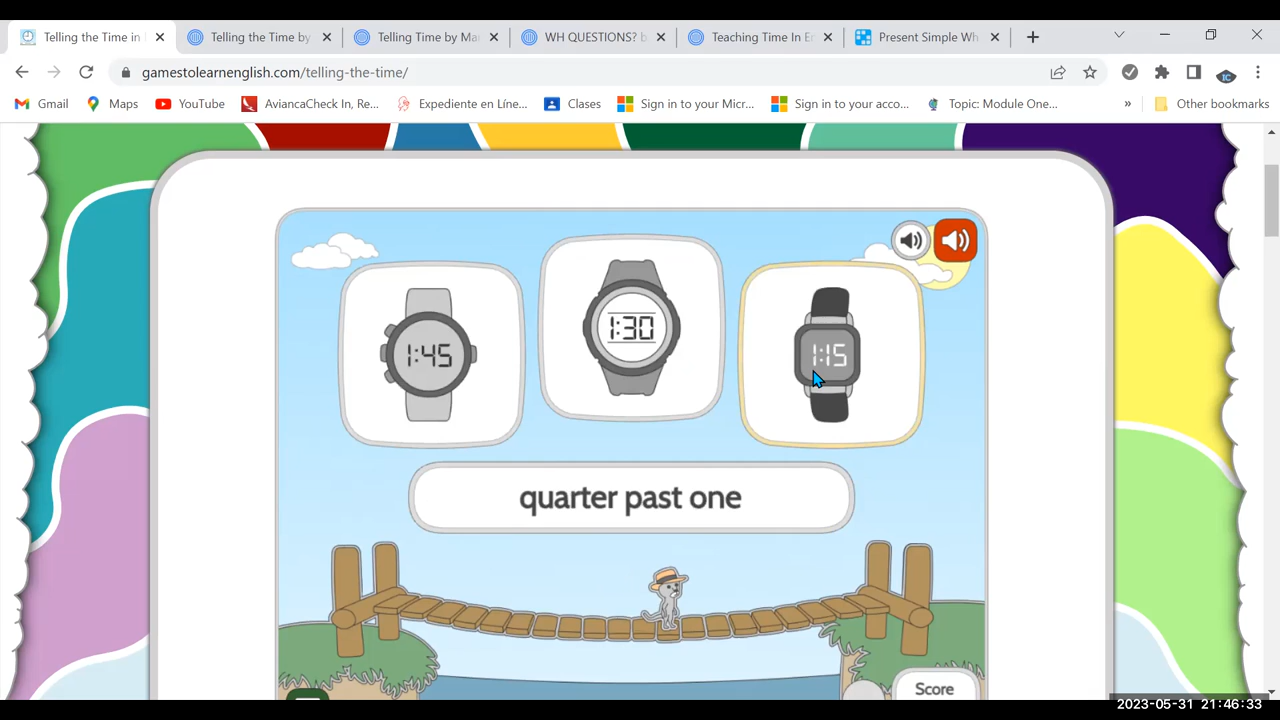 Telling the Time in
Telling the Time by
Telling Time by Ma
WH QUESTIONS? b
Teaching Time In E
Present Simple Wh
gamestolearnenglish.com/telling-the-time/
IC
Gmail
Maps
YouTube
AviancaCheck In, Re...
Expediente en Líne...
Clases
Sign in to your Micr...
Sign in to your acco...
Topic: Module One...
»
Other bookmarks
1:45
1:30
1:15
quarter past one
Score
2023-05-31 21:46:33